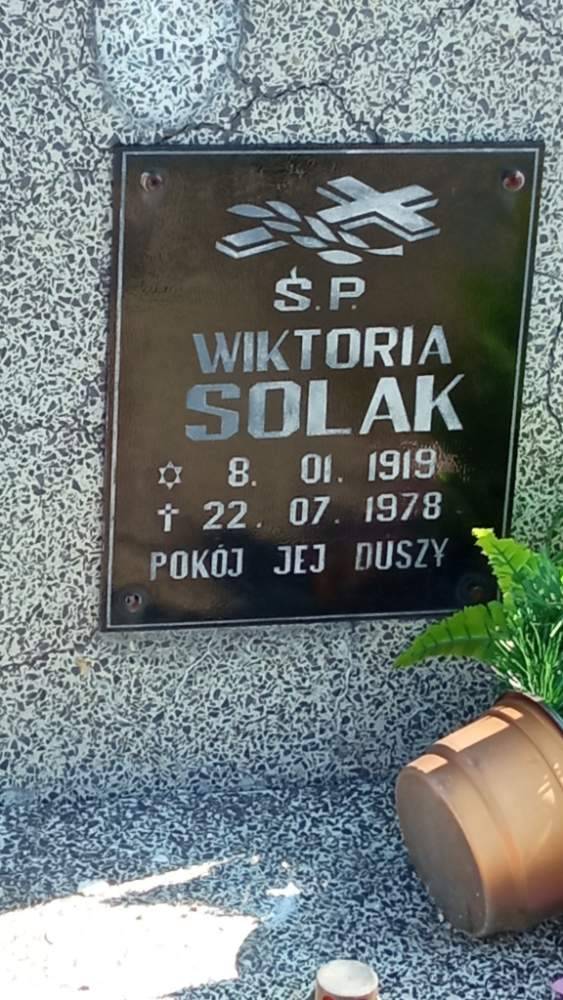 Ś.P.
WIKTORIA
SOLAK
✡ 8. 01. 1919
† 22. 07. 1978
POKÓJ JEJ DUSZY